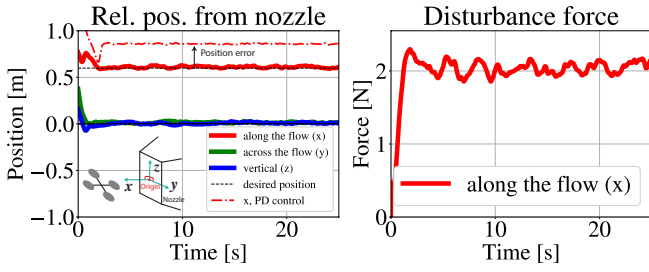 Rel. pos. from nozzle
Position [m]
1.0
0.5
0.0
−0.5
−1.0
Position error
along the flow (x)
across the flow (y)
vertical (z)
desired position
x, PD control
z
x
Origin
y
Nozzle
0
10
20
Time [s]
Disturbance force
Force [N]
2
1
0
along the flow (x)
0
10
20
Time [s]